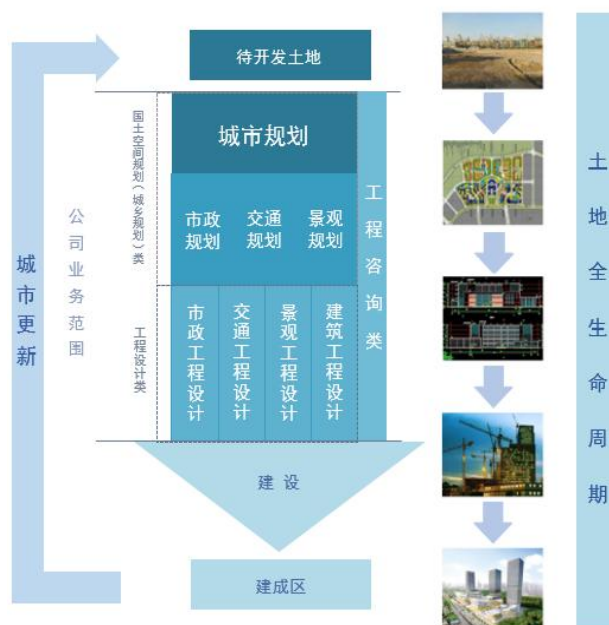 待开发土地
城市规划
国土空间规划（城乡规划）类
市政规划
交通规划
景观规划
工程咨询类
公司业务范围
城市更新
工程设计类
市政工程设计
交通工程设计
景观工程设计
建筑工程设计
建 设
建成区
土地全生命周期